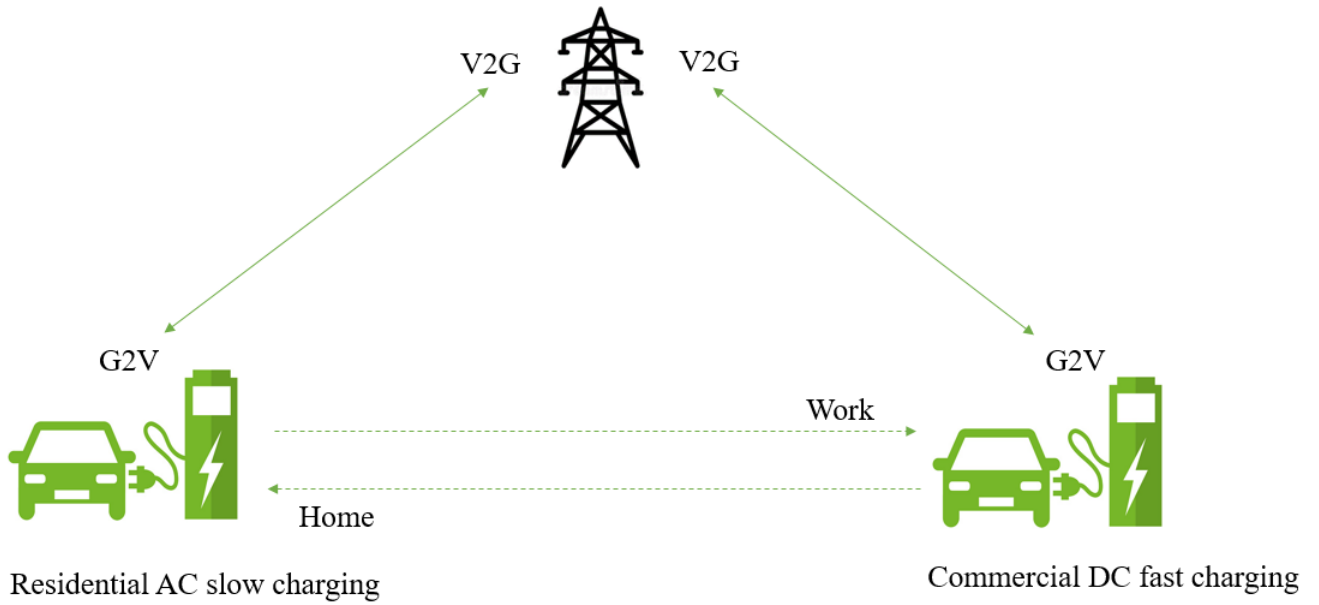 V2G
V2G
G2V
G2V
Work
Home
Residential AC slow charging
Commercial DC fast charging